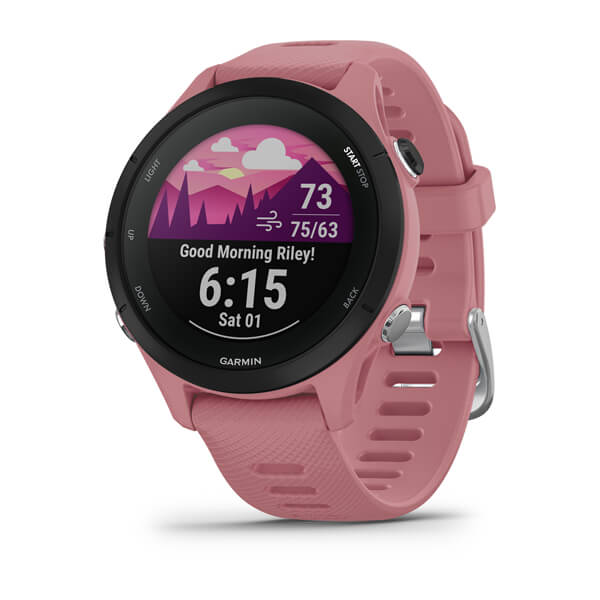 LIGHT
START STOP
UP
73
75/63
Good Morning Riley!
6:15
Sat 01
DOWN
BACK
GARMIN